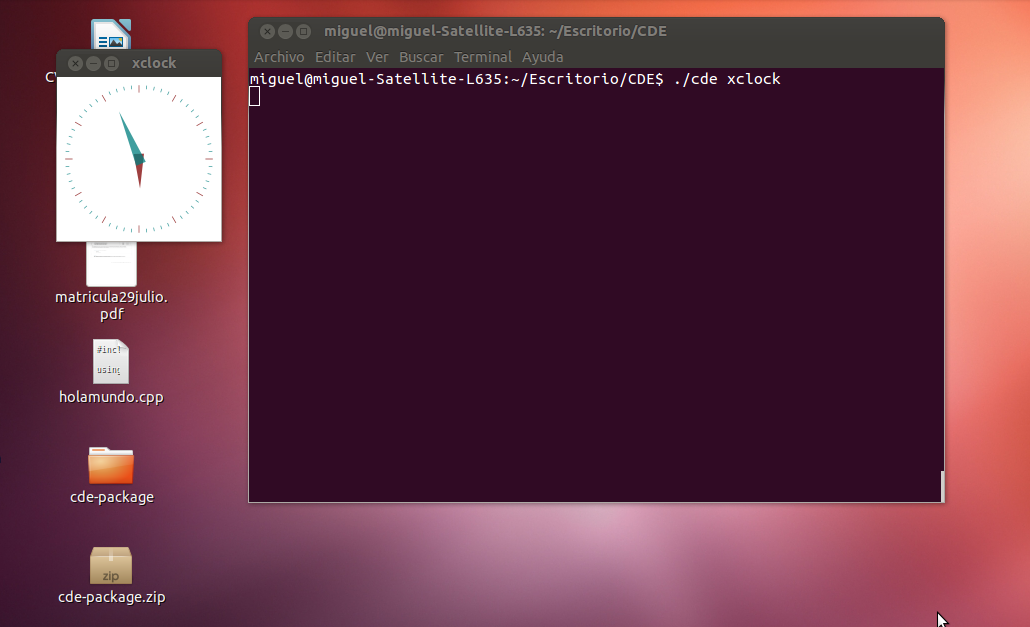 miguel@miguel-Satellite-L635: ~/Escritorio/CDE
Archivo Editar Ver Buscar Terminal Ayuda
miguel@miguel-Satellite-L635:~/Escritorio/CDE$ ./cde xclock
xclock
matricula29julio.
pdf
#incl
using
holamundo.cpp
cde-package
zip
cde-package.zip